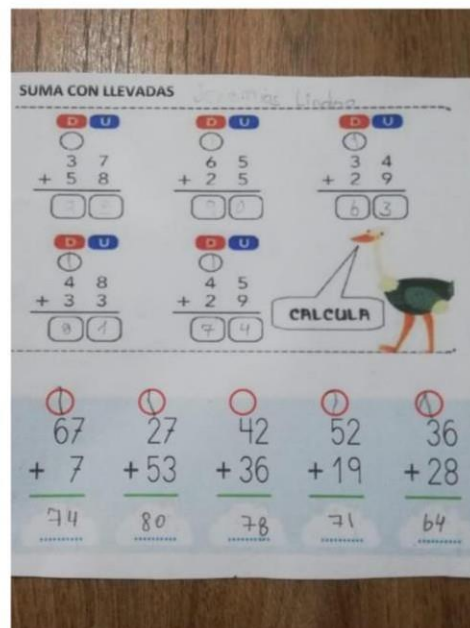 SUMA CON LLEVADAS
D U D U D U
1
3 7 6 5 3 4
+ 5 8 + 2 5 + 2 9
9 0 6 3
D U D U
1 1
4 8 4 5
+ 3 3 + 2 9
1 7 4
CALCULA
1 1 1 1
67 27 42 52 36
+ 7 + 53 + 36 + 19 + 28
74 80 78 71 64